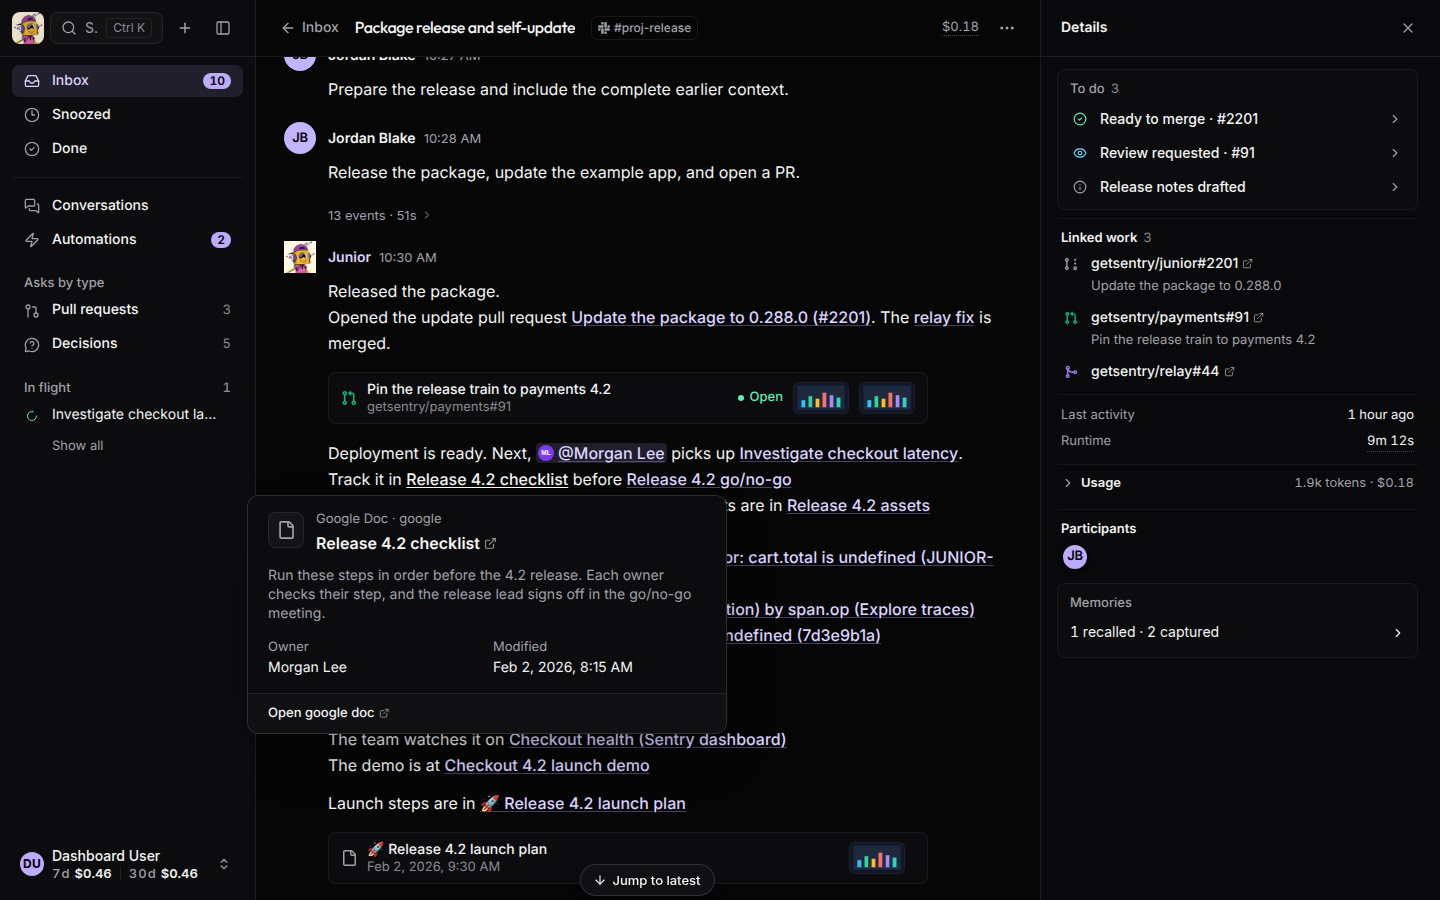 S.
Ctrl K
Inbox
10
Snoozed
Done
Conversations
Automations
2
Asks by type
Pull requests
3
Decisions
5
In flight
1
Investigate checkout la...
Show all
DU
Dashboard User
7d $0.46
30d $0.46
Inbox
Package release and self-update
#proj-release
$0.18
JB
Jordan Blake 10:27 AM
Prepare the release and include the complete earlier context.
JB
Jordan Blake 10:28 AM
Release the package, update the example app, and open a PR.
13 events · 51s
Junior 10:30 AM
Released the package.
Opened the update pull request Update the package to 0.288.0 (#2201). The relay fix is
merged.
Pin the release train to payments 4.2
getsentry/payments#91
Open
Deployment is ready. Next, ML @Morgan Lee picks up Investigate checkout latency.
Track it in Release 4.2 checklist before Release 4.2 go/no-go
s are in Release 4.2 assets
or: cart.total is undefined (JUNIOR-
tion) by span.op (Explore traces)
ndefined (7d3e9b1a)
Google Doc · google
Release 4.2 checklist
Run these steps in order before the 4.2 release. Each owner
checks their step, and the release lead signs off in the go/no-go
meeting.
Owner
Morgan Lee
Modified
Feb 2, 2026, 8:15 AM
Open google doc
The team watches it on Checkout health (Sentry dashboard)
The demo is at Checkout 4.2 launch demo
Launch steps are in 🚀 Release 4.2 launch plan
🚀 Release 4.2 launch plan
Feb 2, 2026, 9:30 AM
Jump to latest
Details
To do 3
Ready to merge · #2201
Review requested · #91
Release notes drafted
Linked work 3
getsentry/junior#2201
Update the package to 0.288.0
getsentry/payments#91
Pin the release train to payments 4.2
getsentry/relay#44
Last activity
1 hour ago
Runtime
9m 12s
Usage
1.9k tokens · $0.18
Participants
JB
Memories
1 recalled · 2 captured